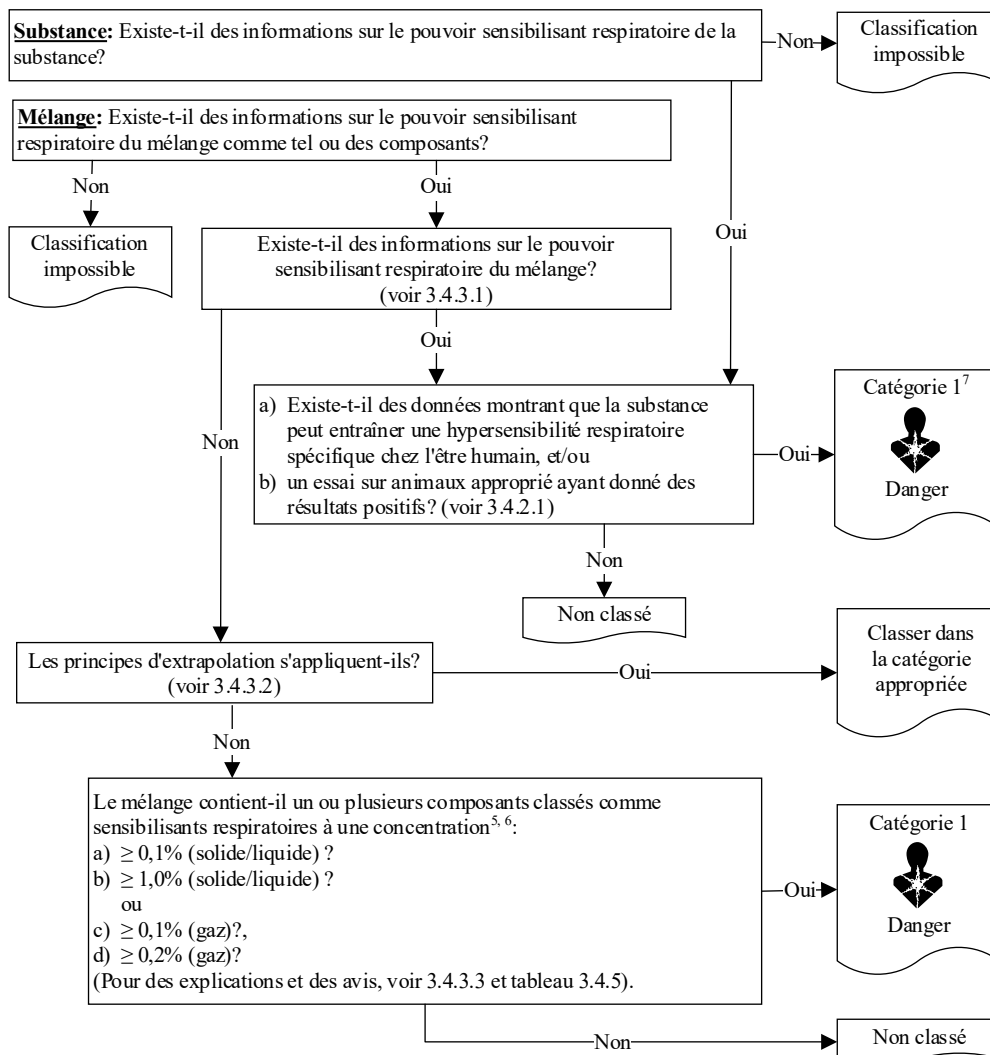 Substance: Existe-t-il des informations sur le pouvoir sensibilisant respiratoire de la
substance?
Non
Classification
impossible
Mélange: Existe-t-il des informations sur le pouvoir sensibilisant
respiratoire du mélange comme tel ou des composants?
Non
Oui
Oui
Classification
impossible
Existe-t-il des informations sur le pouvoir
sensibilisant respiratoire du mélange?
(voir 3.4.3.1)
Oui
Non
a) Existe-t-il des données montrant que la substance
peut entraîner une hypersensibilité respiratoire
spécifique chez l'être humain, et/ou
b) un essai sur animaux approprié ayant donné des
résultats positifs? (voir 3.4.2.1)
Oui
Catégorie 1⁷
Danger
Non
Non classé
Les principes d'extrapolation s'appliquent-ils?
(voir 3.4.3.2)
Oui
Classer dans
la catégorie
appropriée
Non
Le mélange contient-il un ou plusieurs composants classés comme
sensibilisants respiratoires à une concentration⁵, ⁶:
a) ≥ 0,1% (solide/liquide) ?
b) ≥ 1,0% (solide/liquide) ?
ou
c) ≥ 0,1% (gaz)?,
d) ≥ 0,2% (gaz)?
(Pour des explications et des avis, voir 3.4.3.3 et tableau 3.4.5).
Oui
Catégorie 1
Danger
Non
Non classé